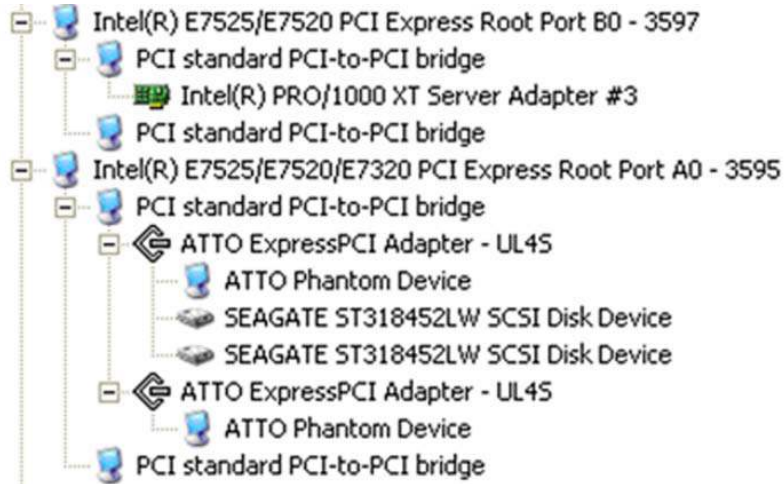 Intel(R) E7525/E7520 PCI Express Root Port B0 - 3597
PCI standard PCI-to-PCI bridge
Intel(R) PRO/1000 XT Server Adapter #3
PCI standard PCI-to-PCI bridge
Intel(R) E7525/E7520/E7320 PCI Express Root Port A0 - 3595
PCI standard PCI-to-PCI bridge
ATTO ExpressPCI Adapter - UL4S
ATTO Phantom Device
SEAGATE ST318452LW SCSI Disk Device
SEAGATE ST318452LW SCSI Disk Device
ATTO ExpressPCI Adapter - UL4S
ATTO Phantom Device
PCI standard PCI-to-PCI bridge